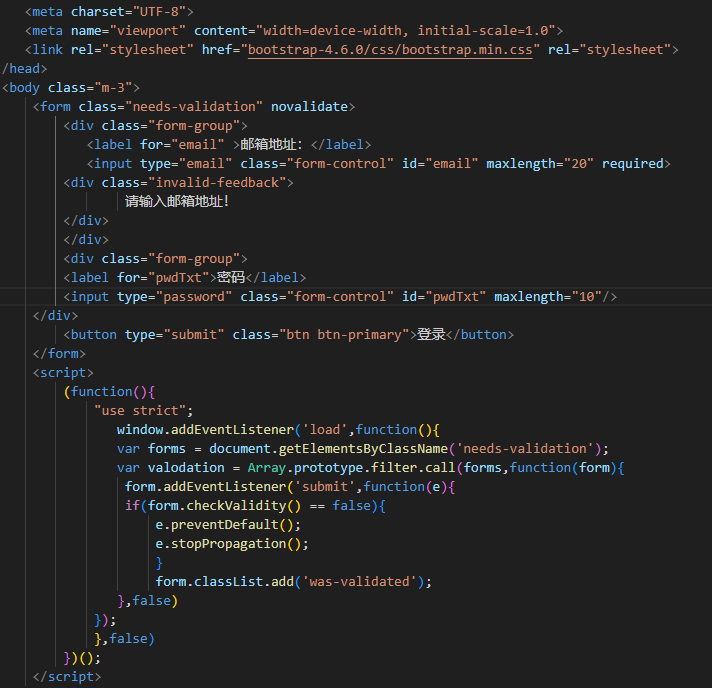 <meta charset="UTF-8">
<meta name="viewport" content="width=device-width, initial-scale=1.0">
<link rel="stylesheet" href="bootstrap-4.6.0/css/bootstrap.min.css" rel="stylesheet">
/head>
<body class="m-3">
<form class="needs-validation" novalidate>
<div class="form-group">
<label for="email" >邮箱地址: </label>
<input type="email" class="form-control" id="email" maxlength="20" required>
<div class="invalid-feedback">
请输入邮箱地址!
</div>
</div>
<div class="form-group">
<label for="pwdTxt">密码</label>
<input type="password" class="form-control" id="pwdTxt" maxlength="10"/>
</div>
<button type="submit" class="btn btn-primary">登录</button>
</form>
<script>
(function(){
"use strict";
window.addEventListener('load',function(){
var forms = document.getElementsByClassName('needs-validation');
var valodation = Array.prototype.filter.call(forms,function(form){
form.addEventListener('submit',function(e){
if(form.checkValidity() == false){
e.preventDefault();
e.stopPropagation();
}
form.classList.add('was-validated');
},false)
});
},false)
})();
</script>